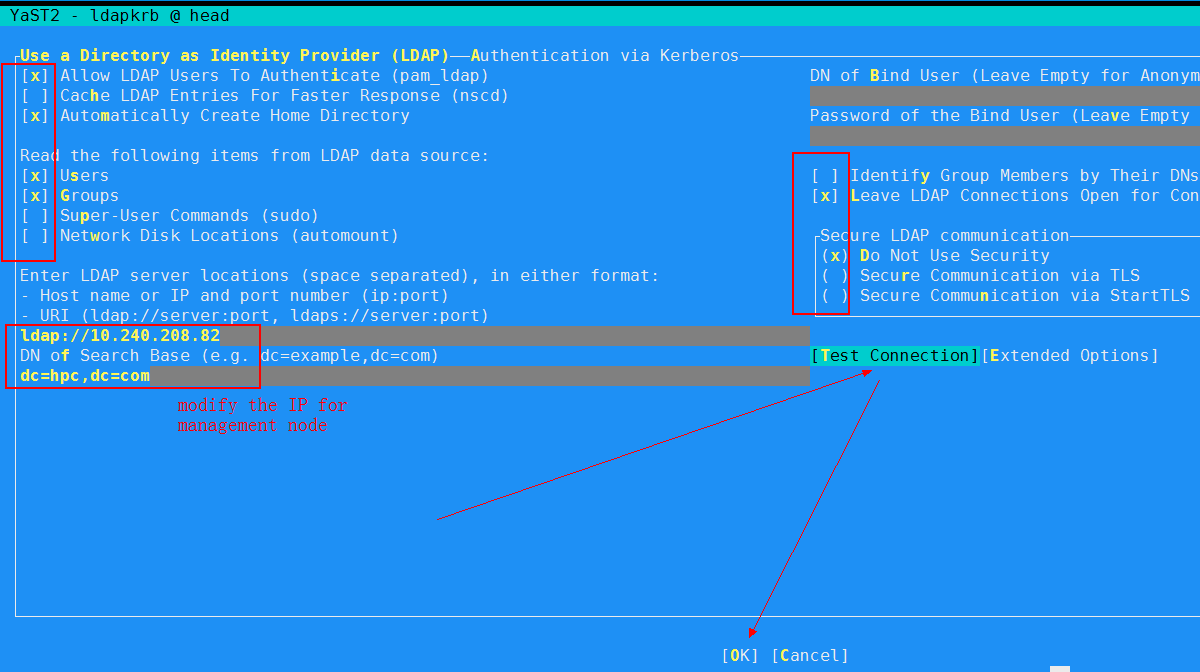 YaST2 - ldapkrb @ head
Use a Directory as Identity Provider (LDAP)——Authentication via Kerberos
[x] Allow LDAP Users To Authenticate (pam_ldap)
[ ] Cache LDAP Entries For Faster Response (nscd)
[x] Automatically Create Home Directory
Read the following items from LDAP data source:
[x] Users
[x] Groups
[ ] Super-User Commands (sudo)
[ ] Network Disk Locations (automount)
Enter LDAP server locations (space separated), in either format:
- Host name or IP and port number (ip:port)
- URI (ldap://server:port, ldaps://server:port)
ldap://10.240.208.82
DN of Search Base (e.g. dc=example,dc=com)
dc=hpc,dc=com
modify the IP for
management node
DN of Bind User (Leave Empty for Anonym
Password of the Bind User (Leave Empty
[ ] Identify Group Members by Their DNs
[x] Leave LDAP Connections Open for Con
Secure LDAP communication
(x) Do Not Use Security
( ) Secure Communication via TLS
( ) Secure Communication via StartTLS
[Test Connection][Extended Options]
[OK] [Cancel]